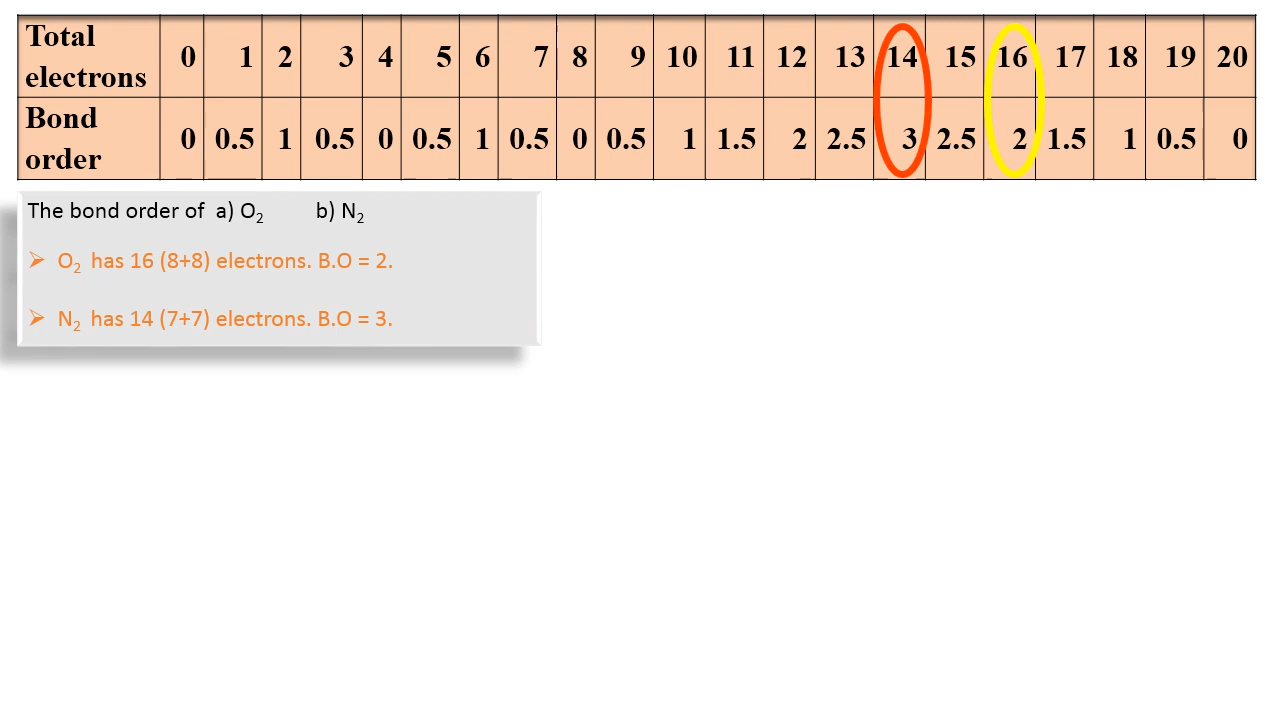 Total electrons 0 1 2 3 4 5 6 7 8 9 10 11 12 13 14 15 16 17 18 19 20
Bond order 0 0.5 1 0.5 0 0.5 1 0.5 0 0.5 1 1.5 2 2.5 3 2.5 2 1.5 1 0.5 0
The bond order of a) O₂ b) N₂
➢ O₂ has 16 (8+8) electrons. B.O = 2.
➢ N₂ has 14 (7+7) electrons. B.O = 3.